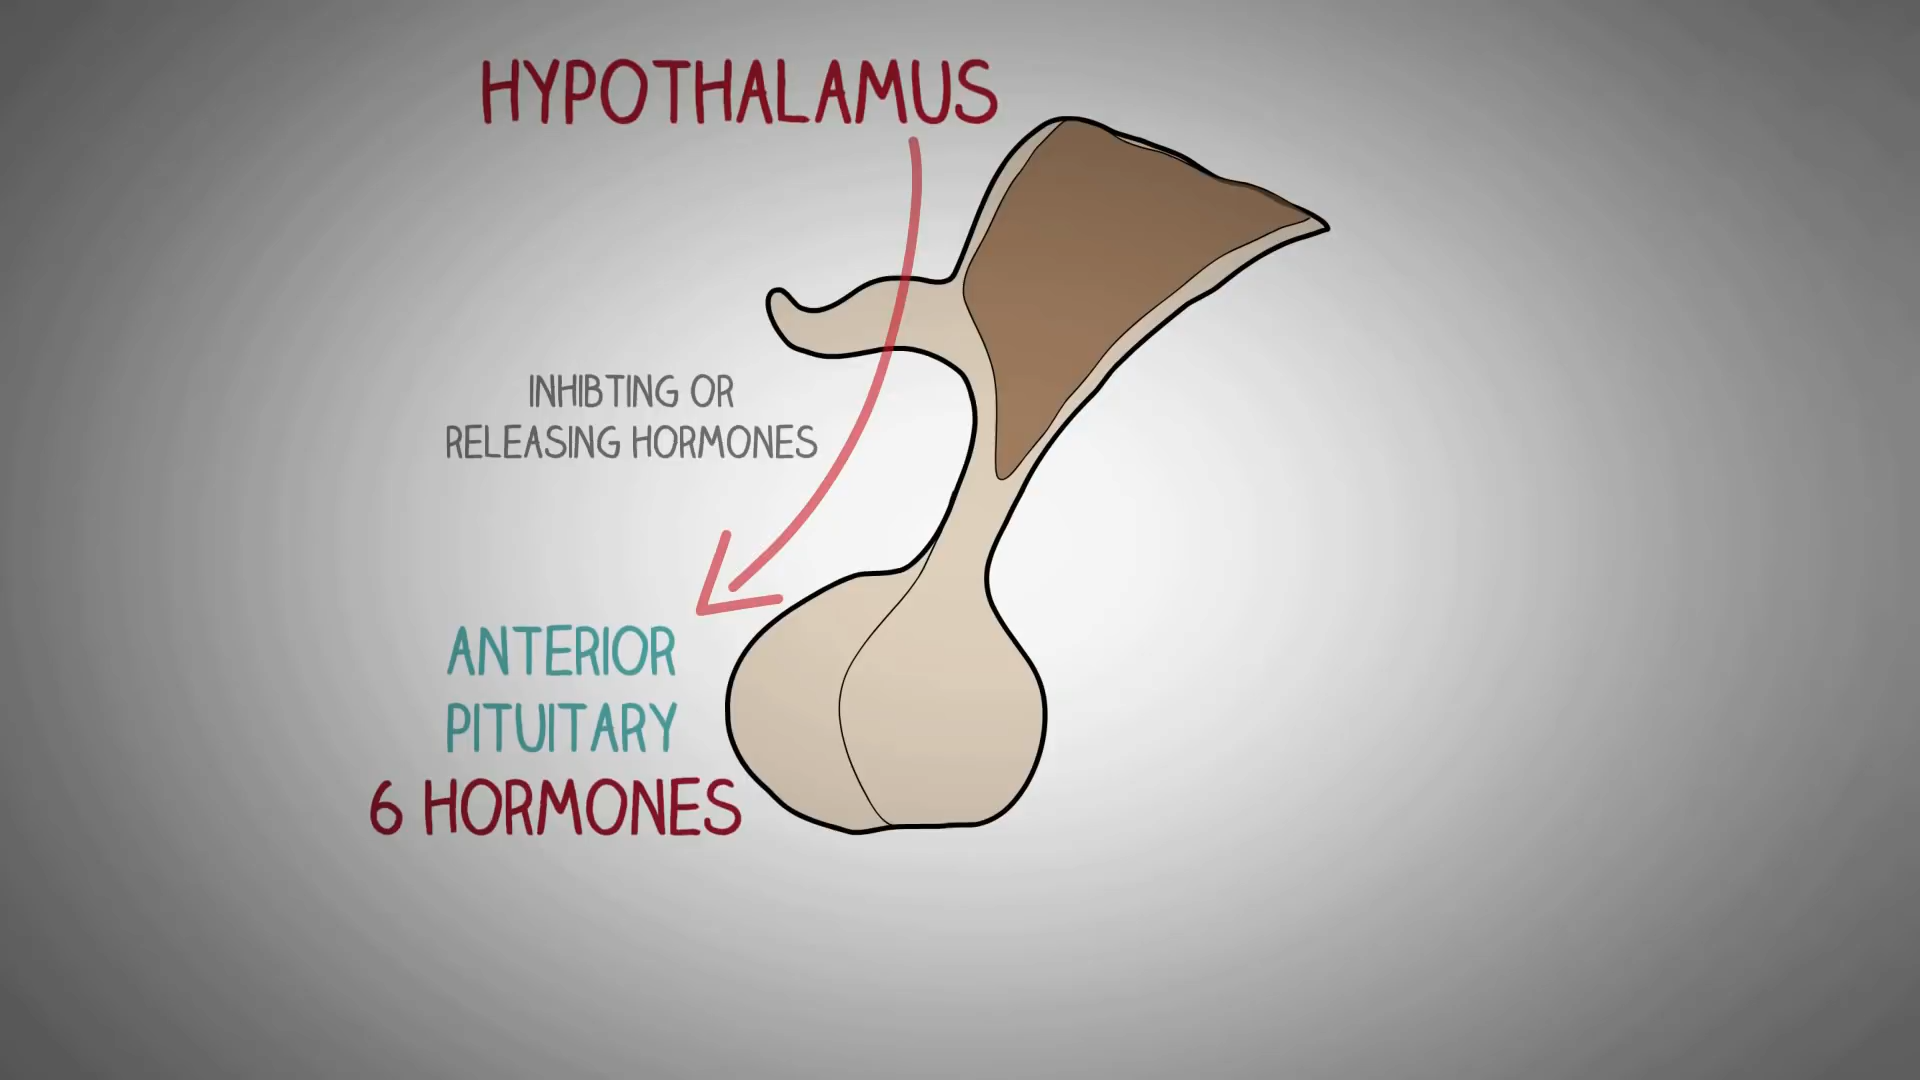 HYPOTHALAMUS
INHIBTING OR
RELEASING HORMONES
ANTERIOR
PITUITARY
6 HORMONES